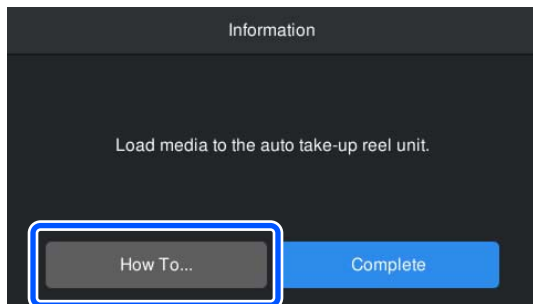 Information
Load media to the auto take-up reel unit.
How To...
Complete